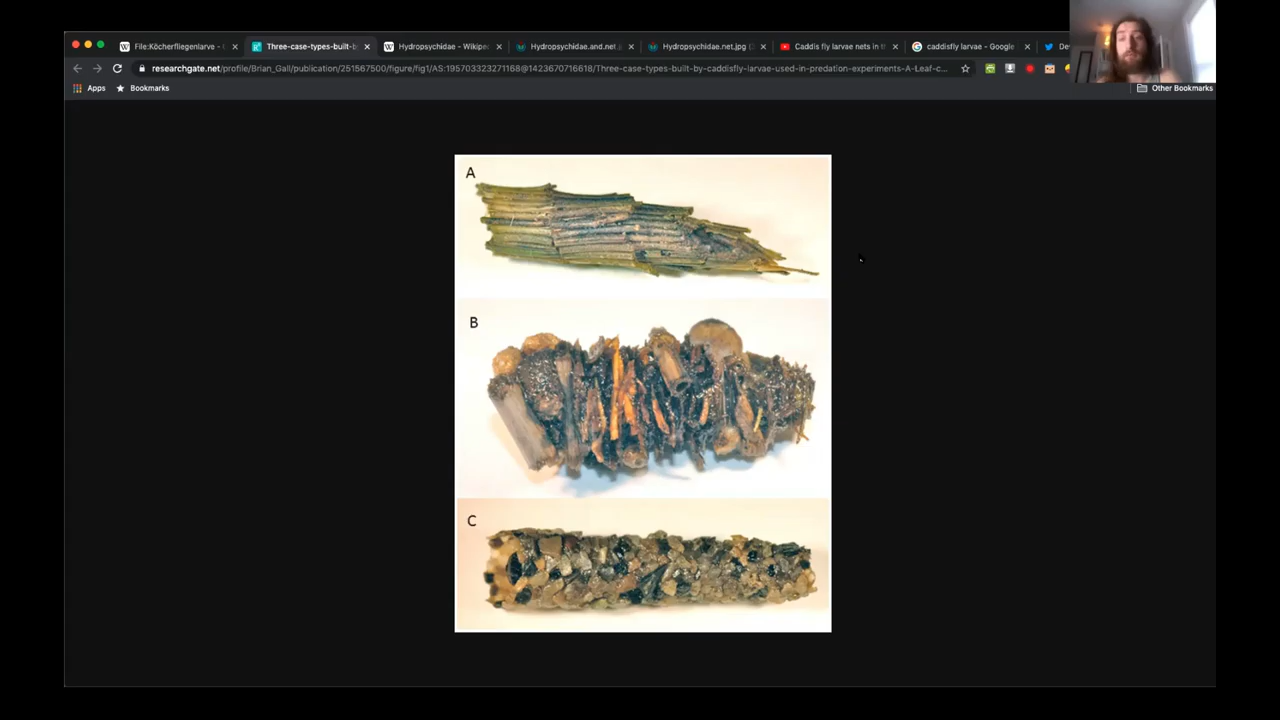 File:Köcherfliegenlarve -
Three-case-types-built-b
Hydropsychidae - Wikiped
Hydropsychidae.and.net.
Hydropsychidae.net.jpg
Caddis fly larvae nets in t
caddisfly larvae - Google
De
researchgate.net/profile/Brian_Gall/publication/251567500/figure/fig1/AS:195703323271168@1423670716618/Three-case-types-built-by-caddisfly-larvae-used-in-predation-experiments-A-Leaf-c...
Apps
Bookmarks
Other Bookmarks
A
B
C